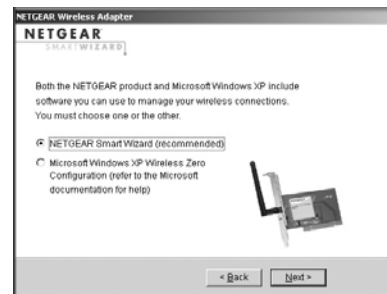 NETGEAR Wireless Adapter
NETGEAR
SMARTWIZARD
Both the NETGEAR product and Microsoft Windows XP include
software you can use to manage your wireless connections.
You must choose one or the other.
NETGEAR Smart Wizard (recommended)
Microsoft Windows XP Wireless Zero
Configuration (refer to the Microsoft
documentation for help)
< Back Next >